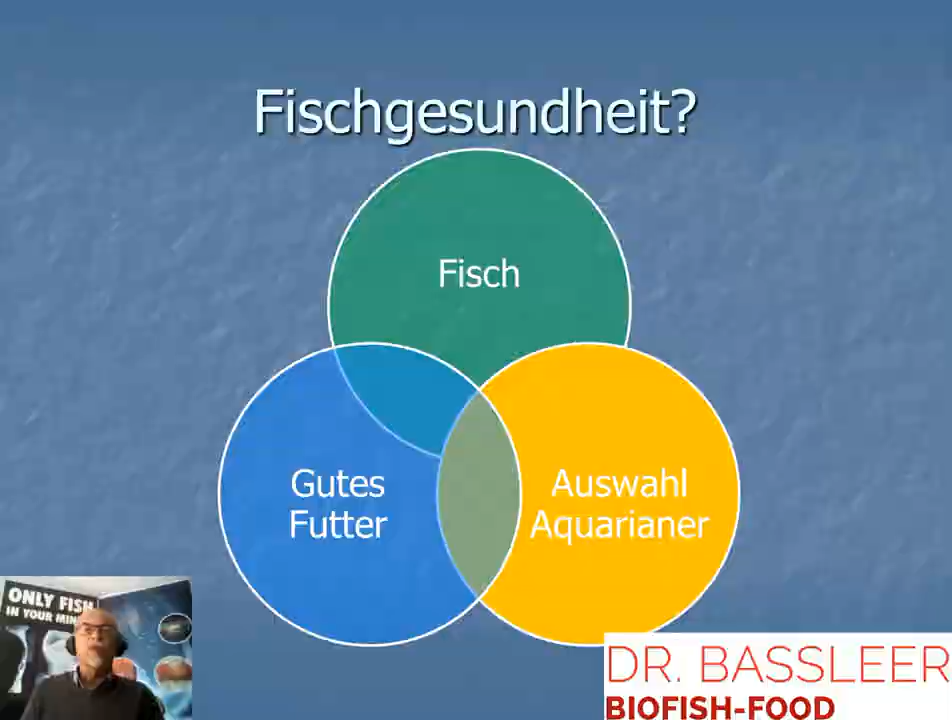 Fischgesundheit?
Fisch
Gutes
Futter
Auswahl
Aquarianer
ONLY FISH
IN YOUR MIN
DR. BASSLEER
BIOFISH-FOOD